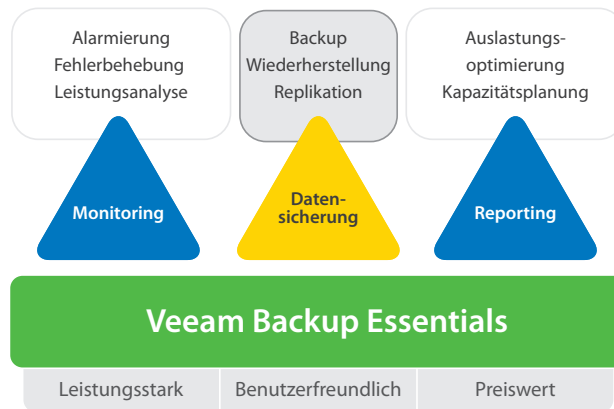 Alarmierung
Fehlerbehebung
Leistungsanalyse
Backup
Wiederherstellung
Replikation
Auslastungs-
optimierung
Kapazitätsplanung
Monitoring
Daten-
sicherung
Reporting
Veeam Backup Essentials
Leistungsstark
Benutzerfreundlich
Preiswert